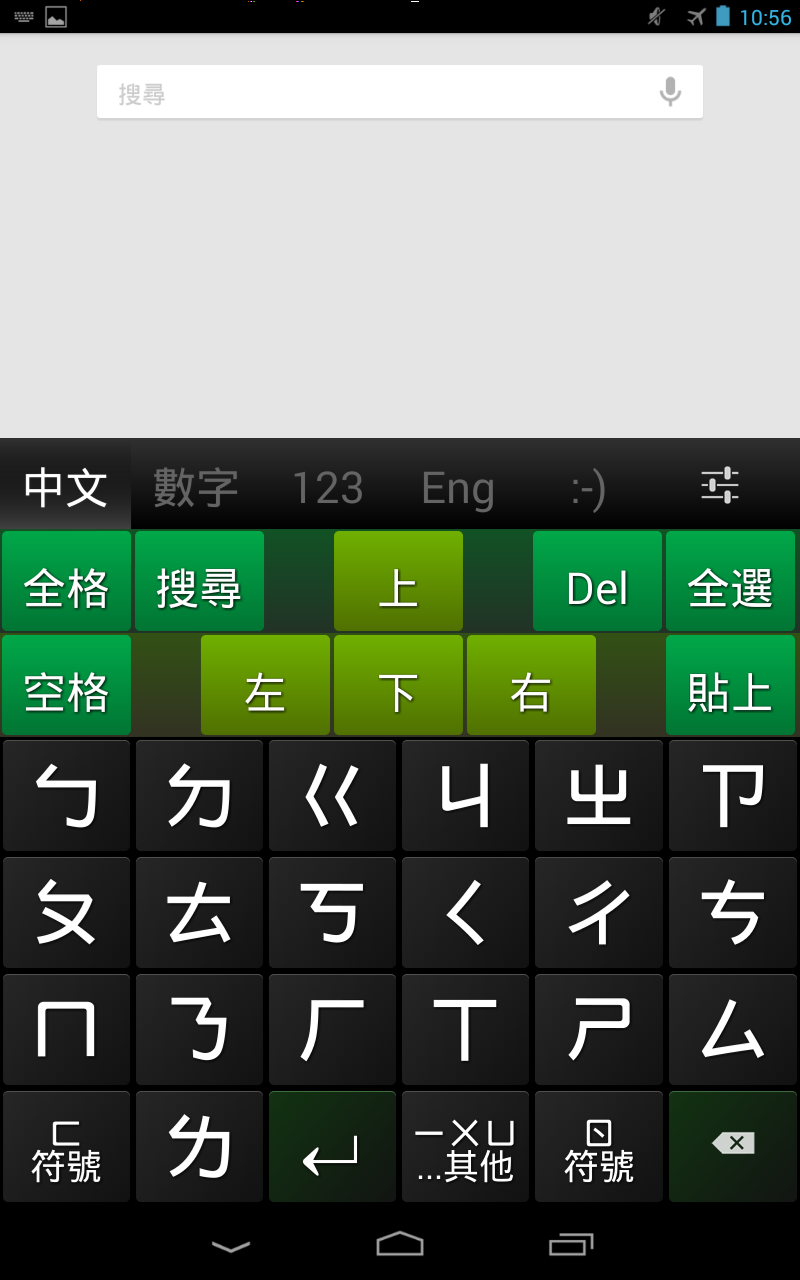 10:56
搜尋
中文 數字 123 Eng :-)
全格 搜尋 上 Del 全選
空格 左 下 右 貼上
ㄅ ㄉ ㄍ ㄐ ㄓ ㄗ
ㄆ ㄊ ㄎ ㄑ ㄔ ㄘ
ㄇ ㄋ ㄏ ㄒ ㄕ ㄙ
ㄈ 符號 ㄌ ㄧㄨㄩ ...其他 符號